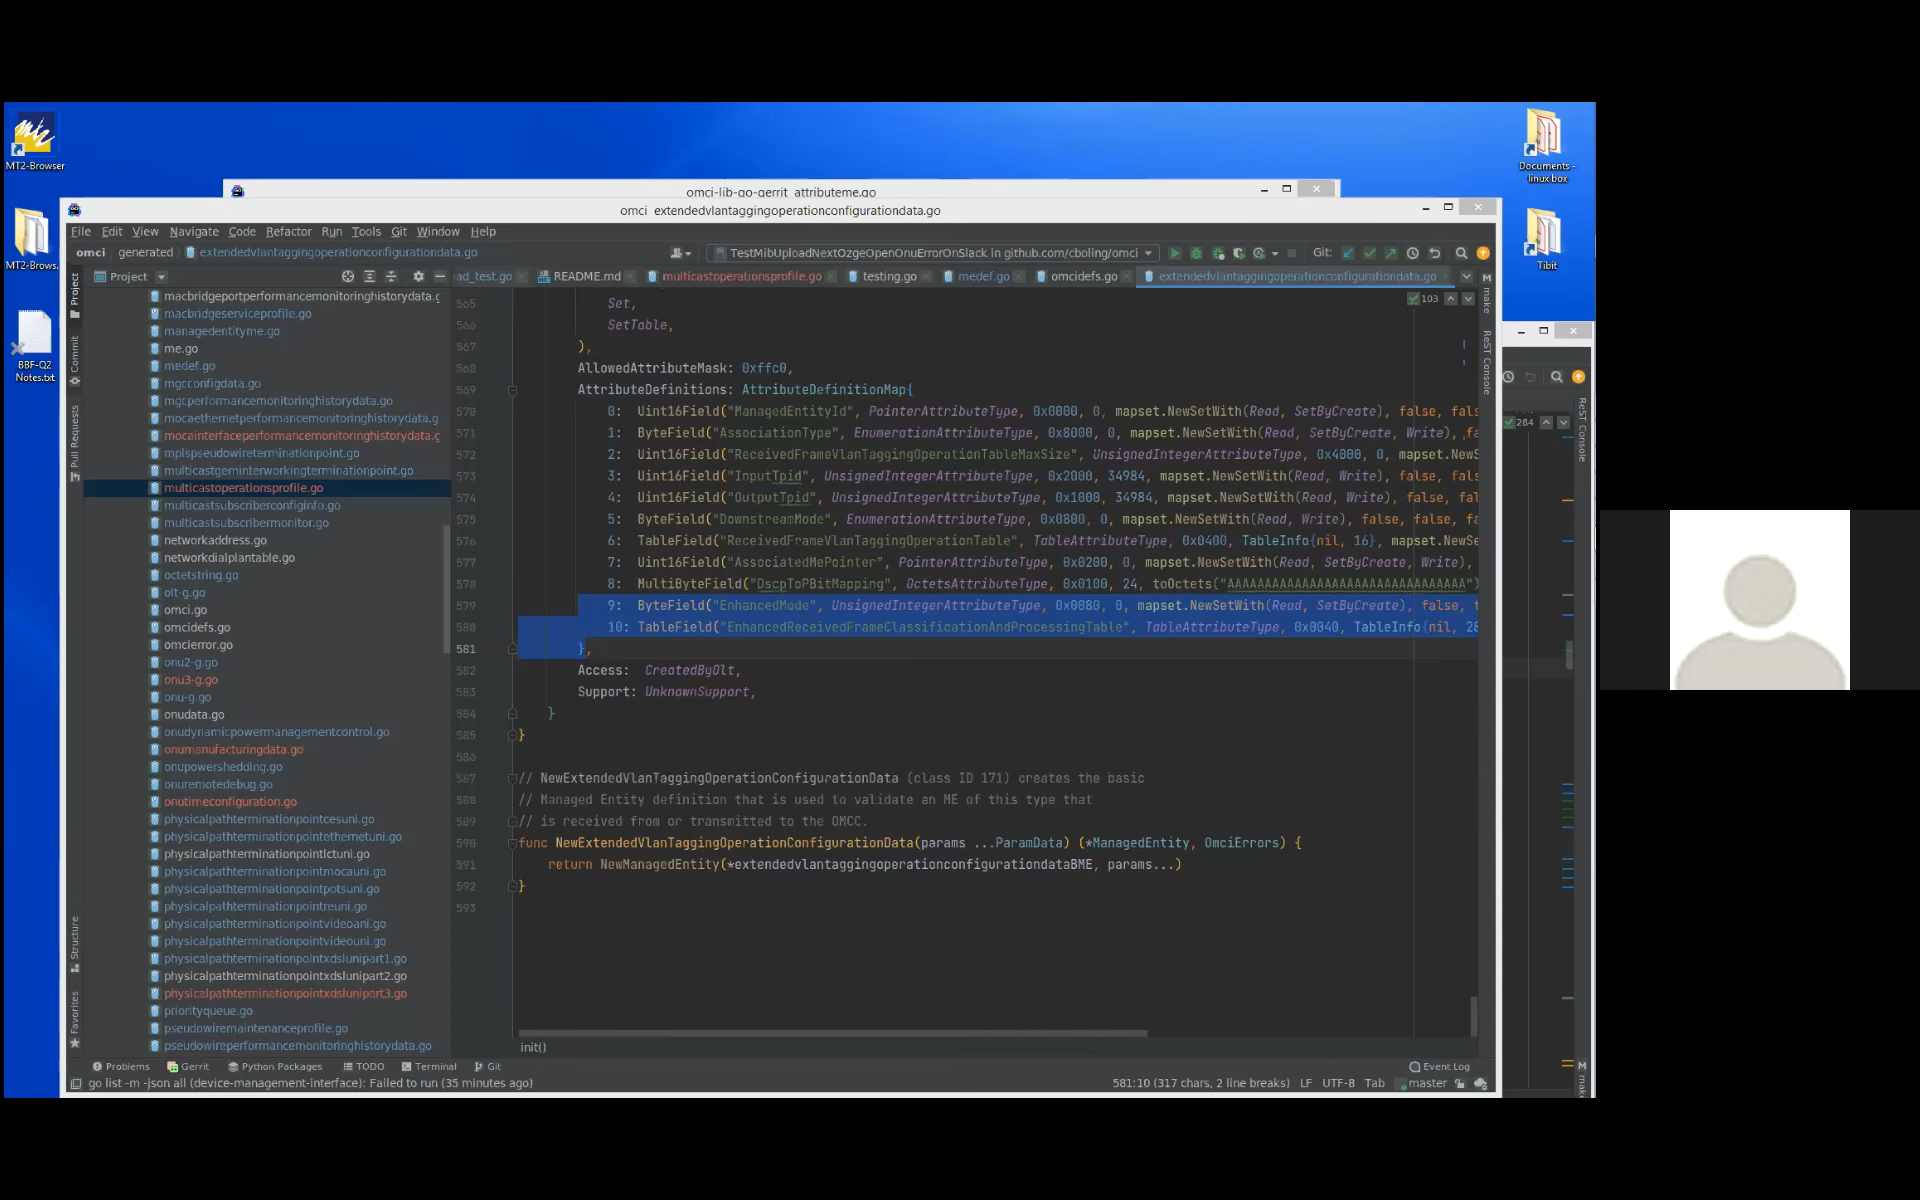 MT2-Browser
Documents -
linux box
MT2-Brows.
Tibit
BBF-Q2
Notes.txt
omci-lib-go-gerrit attributeme.go
omci extendedvlantaggingoperationconfigurationdata.go
File Edit View Navigate Code Refactor Run Tools Git Window Help
omci generated extendedvlantaggingoperationconfigurationdata.go
TestMibUploadNextOzgeOpenOnuErrorOnSlack in github.com/cboling/omci
Git:
Project
ad_test.go README.md multicastoperationsprofile.go testing.go medef.go omcidefs.go extendedvlantaggingoperationconfigurationdata.go
103
284
Project
Commit
Pull Requests
Structure
Favorites
make
ReST Console
ReST Console
macbridgeportperformancemonitoringhistorydata.g
macbridgeserviceprofile.go
managedentityme.go
me.go
medef.go
mgcconfigdata.go
mgcperformancemonitoringhistorydata.go
mocaethernetperformancemonitoringhistorydata.g
mocainterfaceperformancemonitoringhistorydata.g
mplspseudowiretermination­point.go
multicastgeminterworkingterminationpoint.go
multicastoperationsprofile.go
multicastsubscriberconfiginfo.go
multicastsubscribermonitor.go
networkaddress.go
networkdialplantable.go
octetstring.go
olt-g.go
omci.go
omcidefs.go
omcierror.go
onu2-g.go
onu3-g.go
onu-g.go
onudata.go
onudynamicpowermanagementcontrol.go
onumanufacturingdata.go
onupowershedding.go
onuremotedebug.go
onutimeconfiguration.go
physicalpathterminationpointcesuni.go
physicalpathterminationpointethernetuni.go
physicalpathterminationpointlctuni.go
physicalpathterminationpointmocauni.go
physicalpathterminationpointpotsuni.go
physicalpathterminationpointreuni.go
physicalpathterminationpointvideoani.go
physicalpathterminationpointvideouni.go
physicalpathterminationpointxdslunipart1.go
physicalpathterminationpointxdslunipart2.go
physicalpathterminationpointxdslunipart3.go
priorityqueue.go
pseudowiremaintenanceprofile.go
pseudowireperformancemonitoringhistorydata.go
565 Set,
566 SetTable,
567 ),
568 AllowedAttributeMask: 0xffc0,
569 AttributeDefinitions: AttributeDefinitionMap{
570 0: Uint16Field("ManagedEntityId", PointerAttributeType, 0x0000, 0, mapset.NewSetWith(Read, SetByCreate), false, fals
571 1: ByteField("AssociationType", EnumerationAttributeType, 0x8000, 0, mapset.NewSetWith(Read, SetByCreate, Write), fa
572 2: Uint16Field("ReceivedFrameVlanTaggingOperationTableMaxSize", UnsignedIntegerAttributeType, 0x4000, 0, mapset.NewS
573 3: Uint16Field("InputTpid", UnsignedIntegerAttributeType, 0x2000, 34984, mapset.NewSetWith(Read, Write), false, fals
574 4: Uint16Field("OutputTpid", UnsignedIntegerAttributeType, 0x1000, 34984, mapset.NewSetWith(Read, Write), false, fal
575 5: ByteField("DownstreamMode", EnumerationAttributeType, 0x0800, 0, mapset.NewSetWith(Read, Write), false, false, fa
576 6: TableField("ReceivedFrameVlanTaggingOperationTable", TableAttributeType, 0x0400, TableInfo{nil, 16}, mapset.NewSe
577 7: Uint16Field("AssociatedMePointer", PointerAttributeType, 0x0200, 0, mapset.NewSetWith(Read, SetByCreate, Write),
578 8: MultiByteField("DscpToPBitMapping", OctetsAttributeType, 0x0100, 24, toOctets("AAAAAAAAAAAAAAAAAAAAAAAAAAAAAAAA")
579 9: ByteField("EnhancedMode", UnsignedIntegerAttributeType, 0x0080, 0, mapset.NewSetWith(Read, SetByCreate), false, t
580 10: TableField("EnhancedReceivedFrameClassificationAndProcessingTable", TableAttributeType, 0x0040, TableInfo{nil, 28
581 },
582 Access: CreatedByOlt,
583 Support: UnknownSupport,
584 }
585 }
586
587 // NewExtendedVlanTaggingOperationConfigurationData (class ID 171) creates the basic
588 // Managed Entity definition that is used to validate an ME of this type that
589 // is received from or transmitted to the OMCC.
590 func NewExtendedVlanTaggingOperationConfigurationData(params ...ParamData) (*ManagedEntity, OmciErrors) {
591 return NewManagedEntity(*extendedvlantaggingoperationconfigurationdataBME, params...)
592 }
593
init()
Problems Gerrit Python Packages TODO Terminal Git
Event Log
go list -m -json all (device-management-interface): Failed to run (35 minutes ago)
581:10 (317 chars, 2 line breaks) LF UTF-8 Tab master